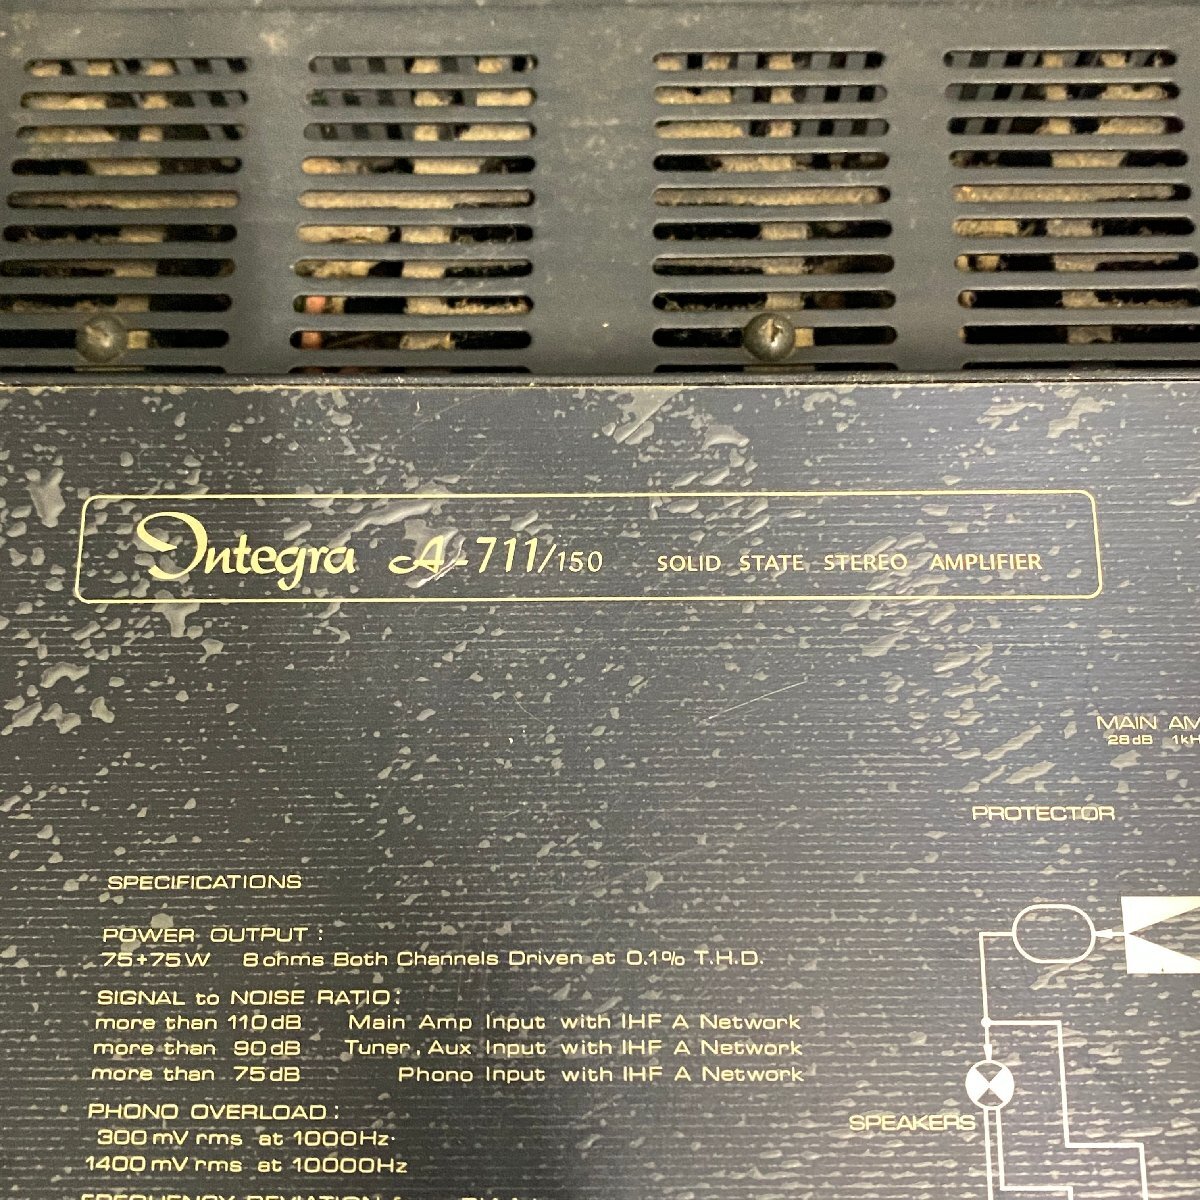 Integra A-711/150 SOLID STATE STEREO AMPLIFIER
MAIN AM
28dB 1kH
PROTECTOR
SPECIFICATIONS
POWER OUTPUT :
75+75W 8ohms Both Channels Driven at 0.1% T.H.D.
SIGNAL to NOISE RATIO:
more than 110dB Main Amp Input with IHF A Network
more than 90dB Tuner, Aux Input with IHF A Network
more than 75dB Phono Input with IHF A Network
PHONO OVERLOAD :
300mV rms at 1000Hz
1400mV rms at 10000Hz
SPEAKERS
FREQUENCY DEVIATION